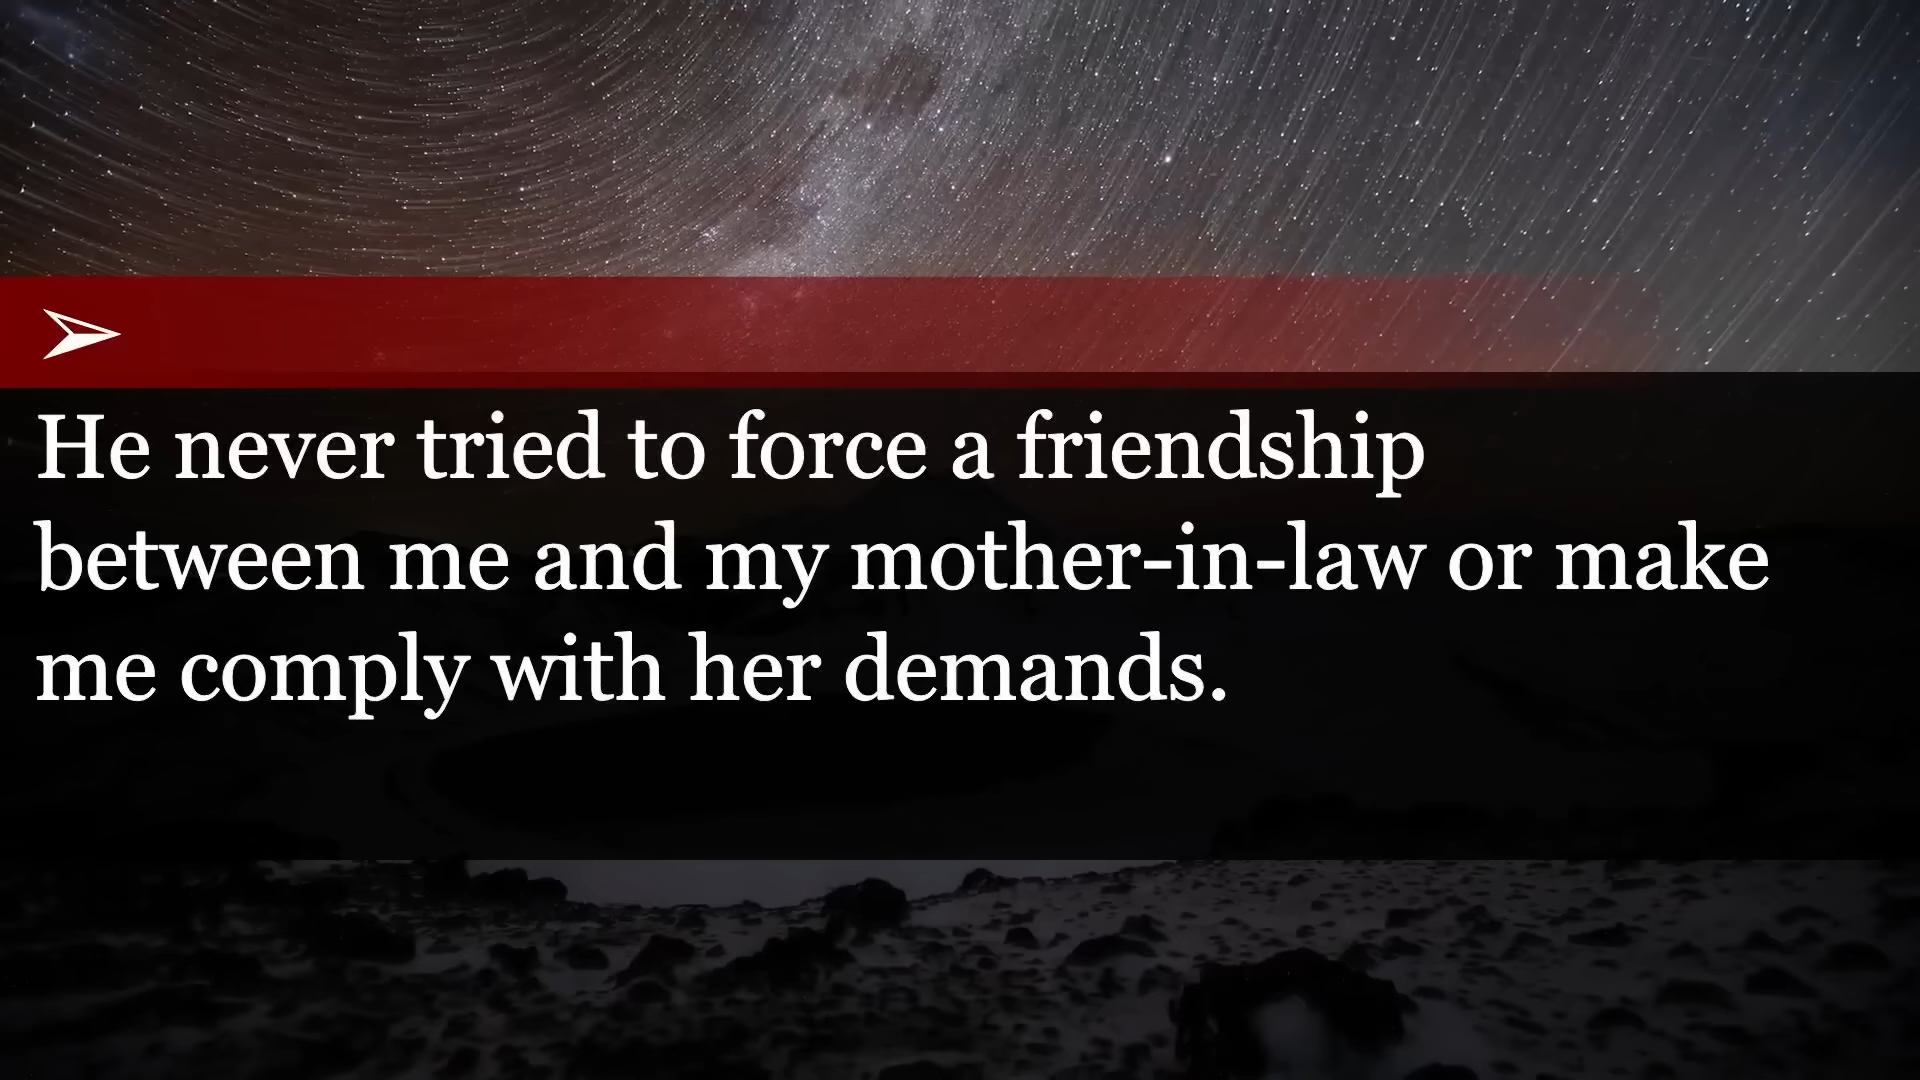 He never tried to force a friendship
between me and my mother-in-law or make
me comply with her demands.